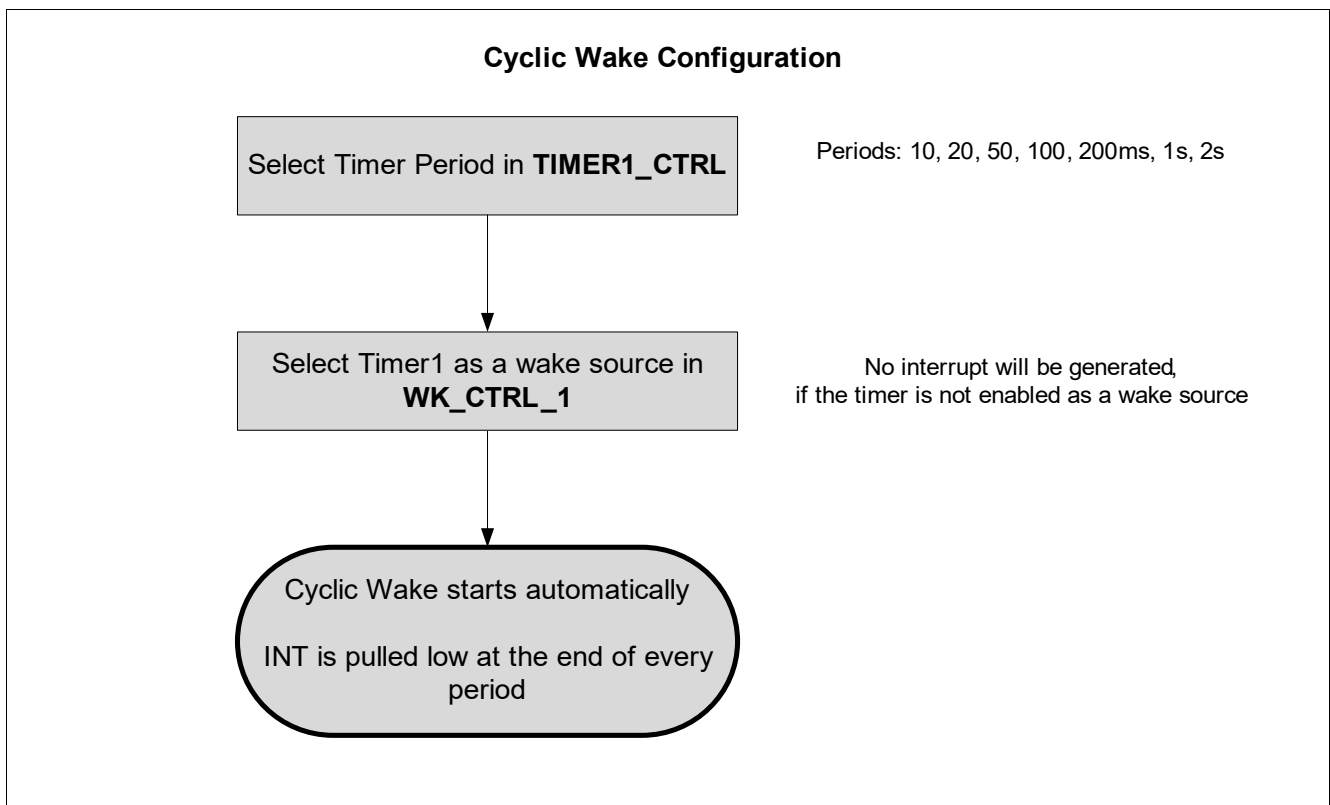 Cyclic Wake Configuration
Select Timer Period in TIMER1_CTRL
Periods: 10, 20, 50, 100, 200ms, 1s, 2s
Select Timer1 as a wake source in
WK_CTRL_1
No interrupt will be generated,
if the timer is not enabled as a wake source
Cyclic Wake starts automatically
INT is pulled low at the end of every
period